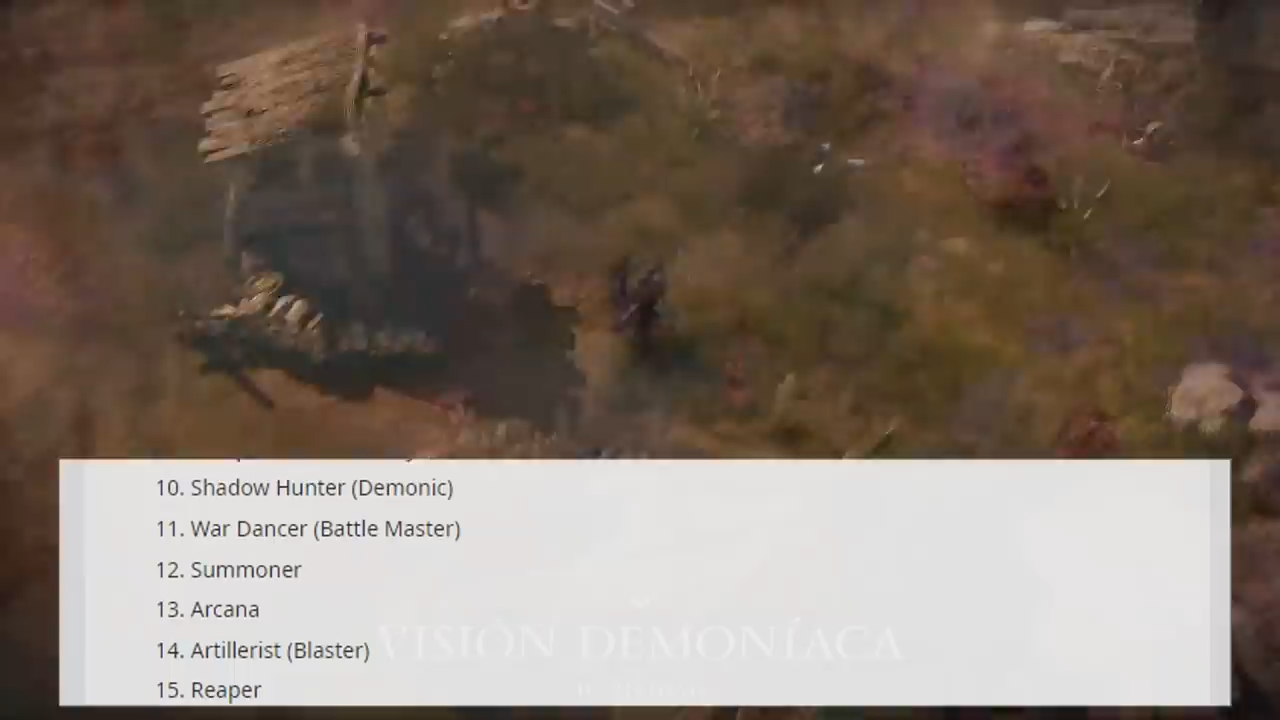 10. Shadow Hunter (Demonic)
11. War Dancer (Battle Master)
12. Summoner
13. Arcana
14. Artillerist (Blaster)
VISIÓN DEMONÍACA
15. Reaper